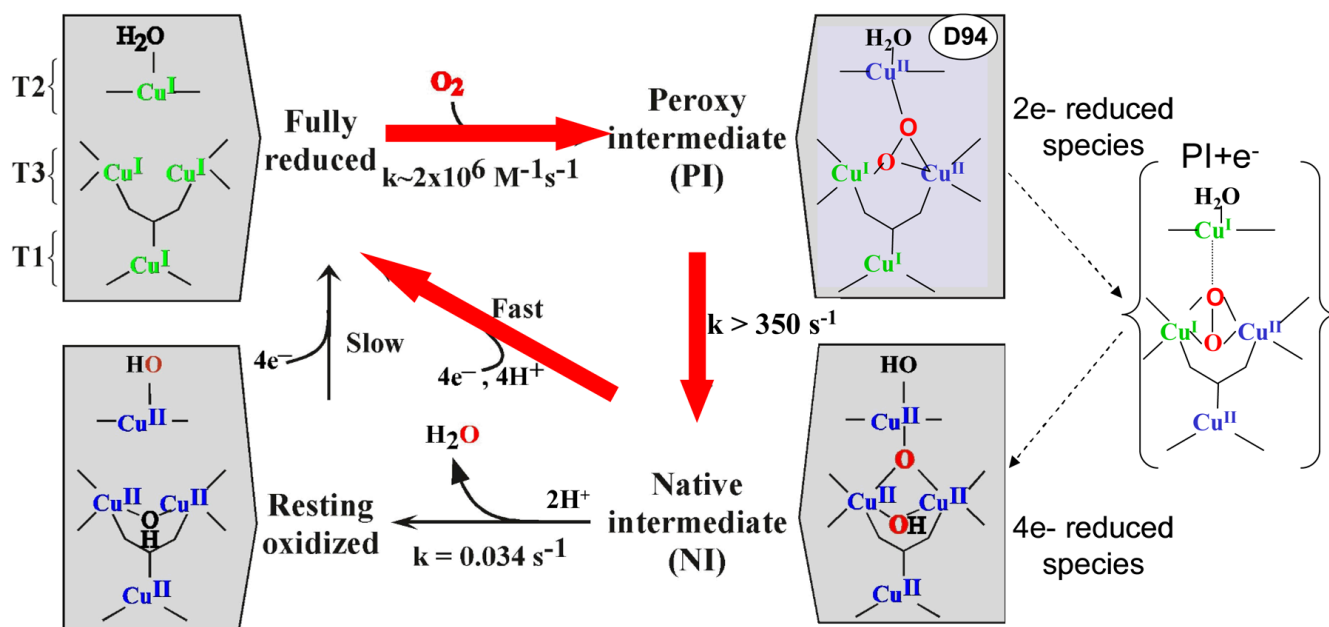 H₂O
Cuᴵ
T2
Fully
reduced
Cuᴵ Cuᴵ
T3
Cuᴵ
T1
O₂
k~2x10⁶ M⁻¹s⁻¹
Peroxy
intermediate
(PI)
D94
H₂O
Cuᴵᴵ
O
O
Cuᴵ Cuᴵᴵ
Cuᴵ
2e- reduced
species
PI+e⁻
H₂O
Cuᴵ
O
Cuᴵ O Cuᴵᴵ
Cuᴵᴵ
k > 350 s⁻¹
Fast
4e⁻, 4H⁺
4e⁻
Slow
HO
Cuᴵᴵ
Cuᴵᴵ Cuᴵᴵ
O
H
Cuᴵᴵ
Resting
oxidized
H₂O
2H⁺
k = 0.034 s⁻¹
Native
intermediate
(NI)
HO
Cuᴵᴵ
O
Cuᴵᴵ Cuᴵᴵ
OH
Cuᴵᴵ
4e- reduced
species